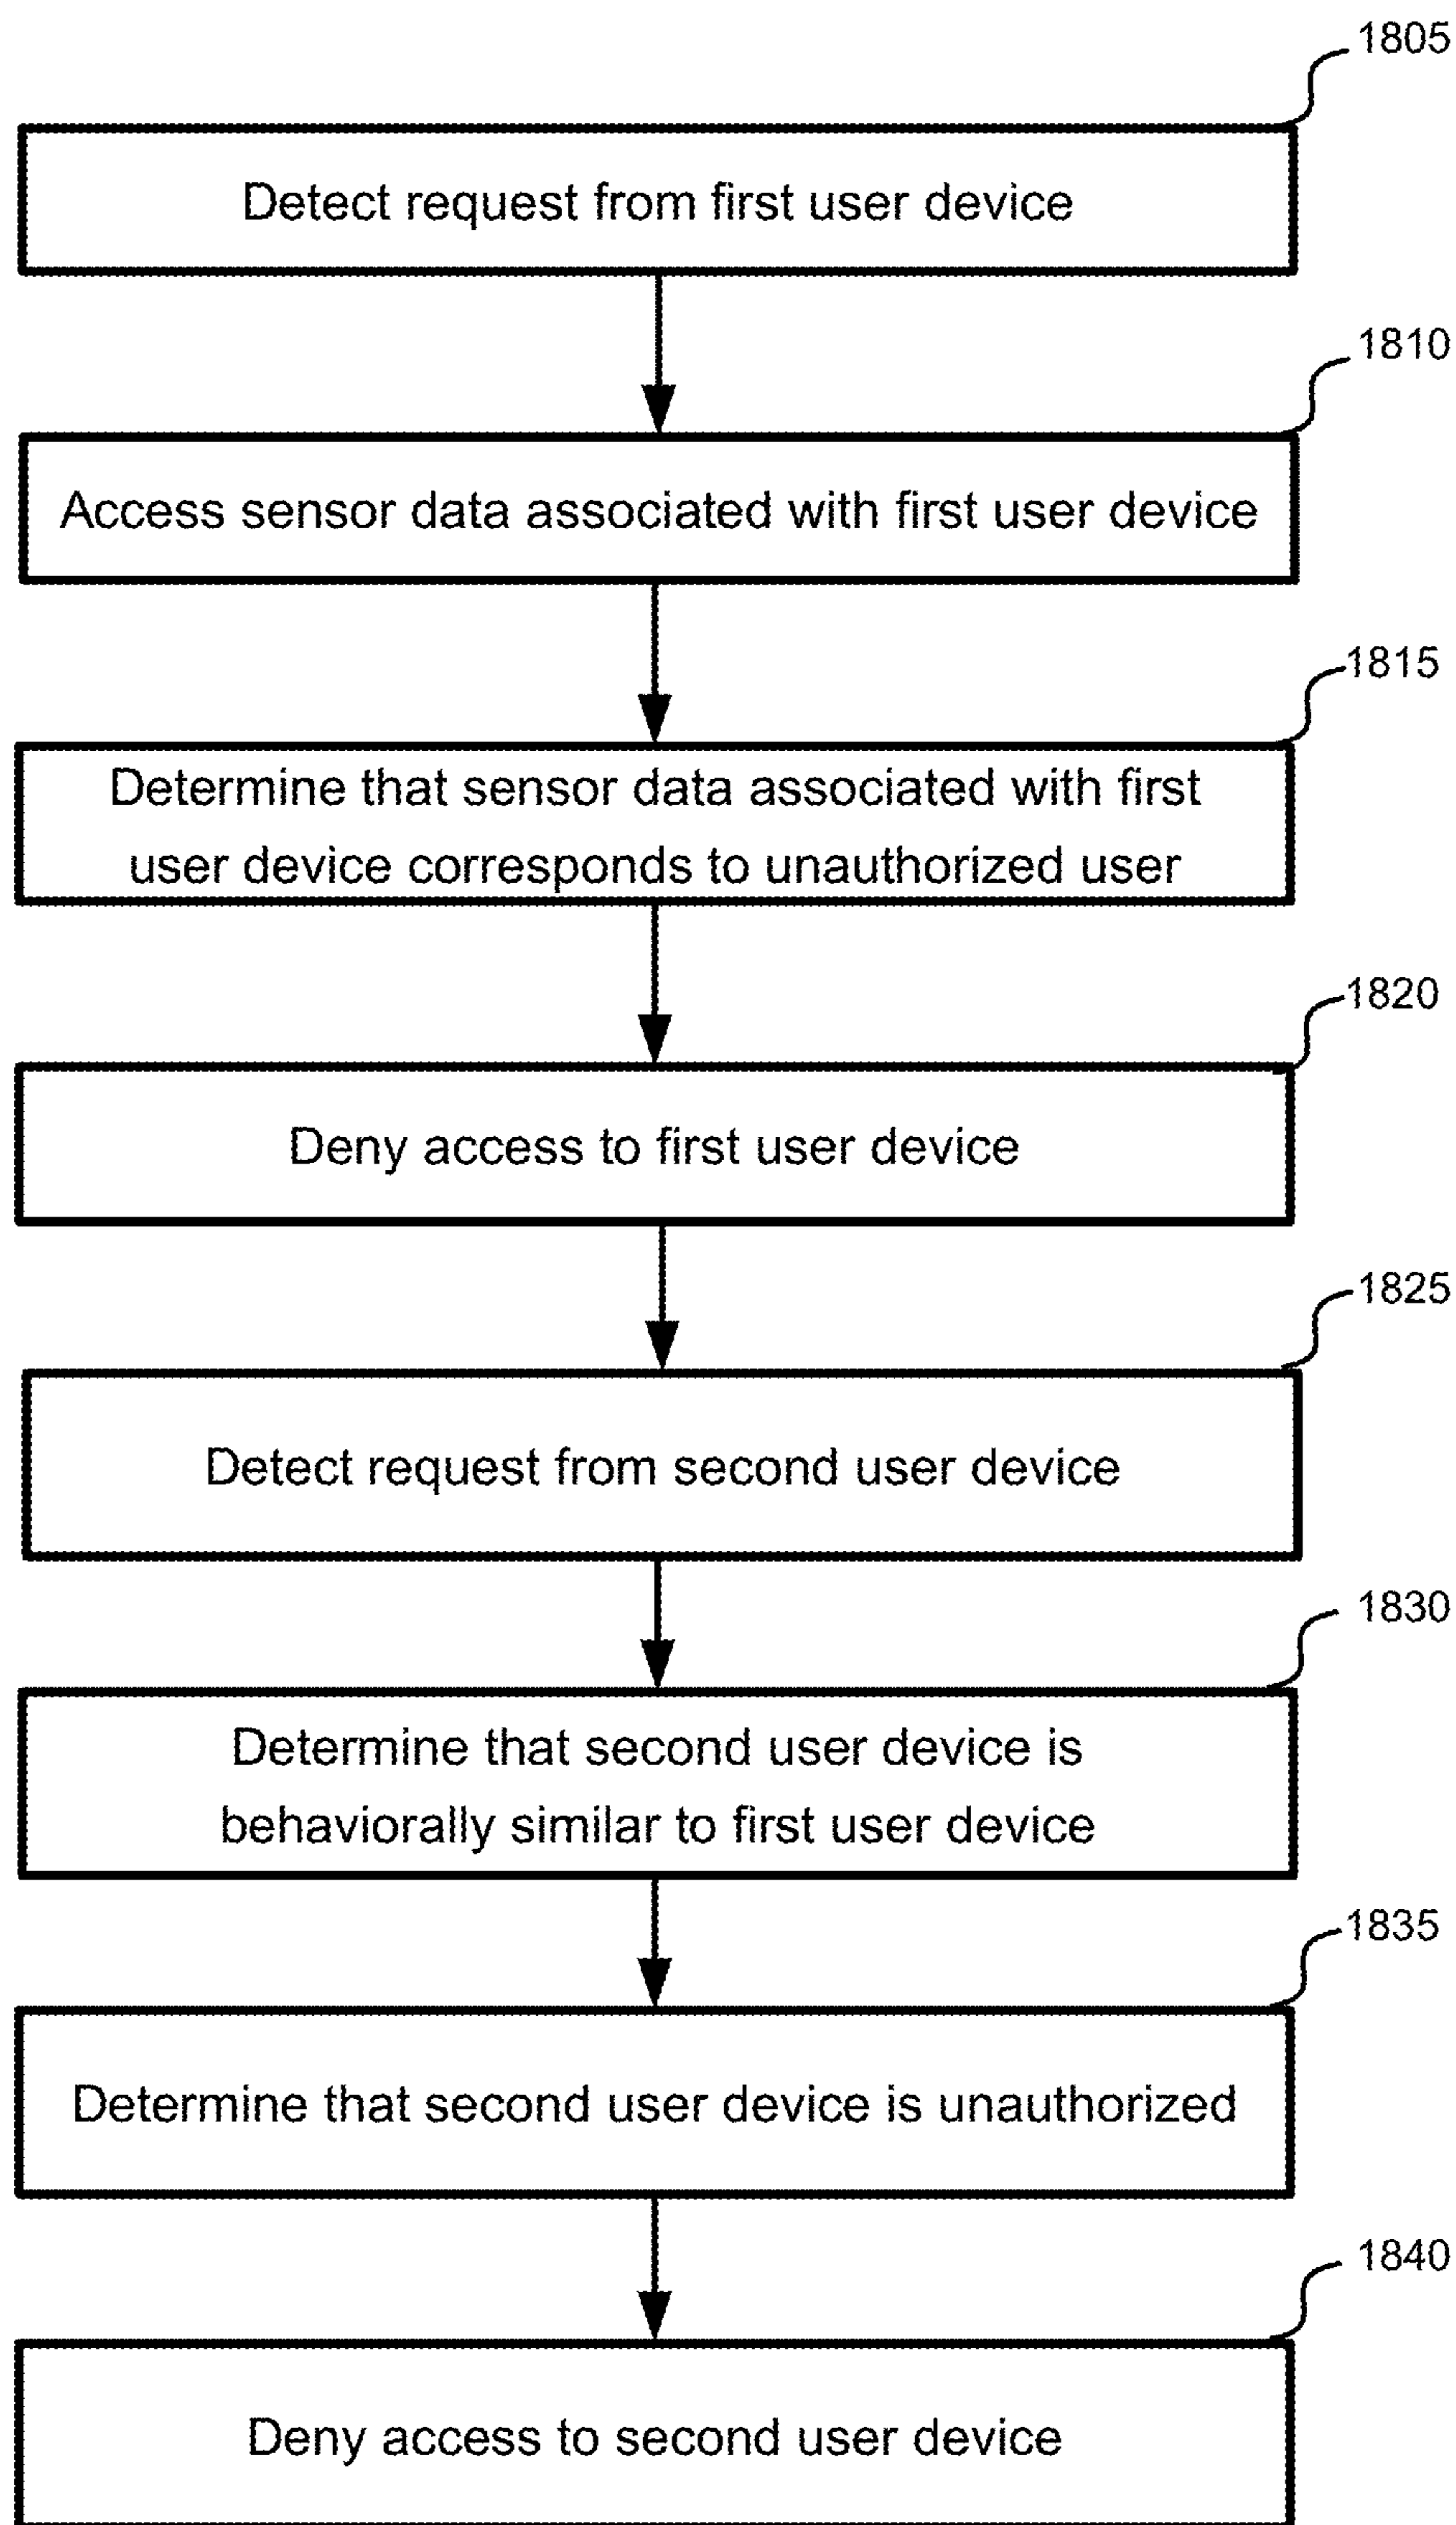 1805
Detect request from first user device
1810
Access sensor data associated with first user device
1815
Determine that sensor data associated with first
user device corresponds to unauthorized user
1820
Deny access to first user device
1825
Detect request from second user device
1830
Determine that second user device is
behaviorally similar to first user device
1835
Determine that second user device is unauthorized
1840
Deny access to second user device